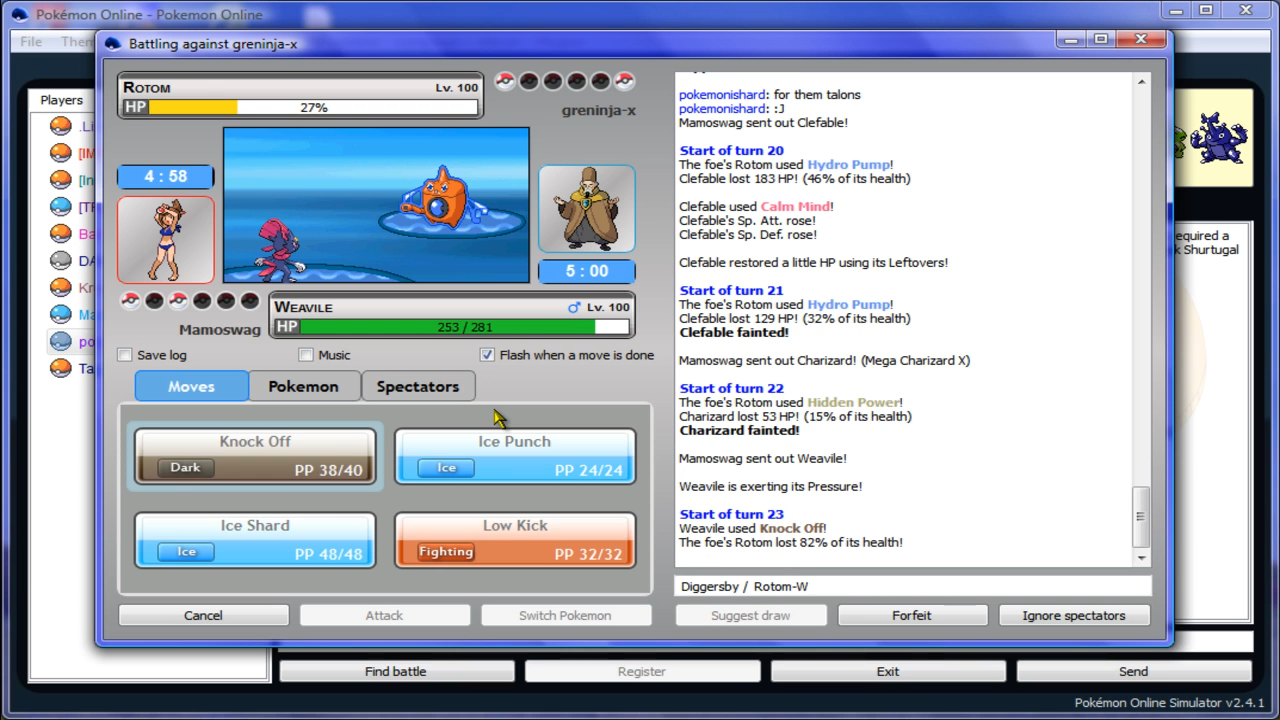 Pokemon Online - Pokemon Online
File
Battling against greninja-x
Players
ROTOM Lv. 100
HP 27%
greninja-x
4 : 58
5 : 00
WEAVILE ♂ Lv. 100
HP 253 / 281
Mamoswag
Save log
Music
Flash when a move is done
Moves
Pokemon
Spectators
Knock Off
Dark PP 38/40
Ice Punch
Ice PP 24/24
Ice Shard
Ice PP 48/48
Low Kick
Fighting PP 32/32
Cancel
Attack
Switch Pokemon
pokemonishard: for them talons
pokemonishard: :J
Mamoswag sent out Clefable!
Start of turn 20
The foe's Rotom used Hydro Pump!
Clefable lost 183 HP! (46% of its health)
Clefable used Calm Mind!
Clefable's Sp. Att. rose!
Clefable's Sp. Def. rose!
Clefable restored a little HP using its Leftovers!
Start of turn 21
The foe's Rotom used Hydro Pump!
Clefable lost 129 HP! (32% of its health)
Clefable fainted!
Mamoswag sent out Charizard! (Mega Charizard X)
Start of turn 22
The foe's Rotom used Hidden Power!
Charizard lost 53 HP! (15% of its health)
Charizard fainted!
Mamoswag sent out Weavile!
Weavile is exerting its Pressure!
Start of turn 23
Weavile used Knock Off!
The foe's Rotom lost 82% of its health!
Diggersby / Rotom-W
Suggest draw
Forfeit
Ignore spectators
equired a
k Shurtugal
Find battle
Register
Exit
Send
Pokémon Online Simulator v2.4.1